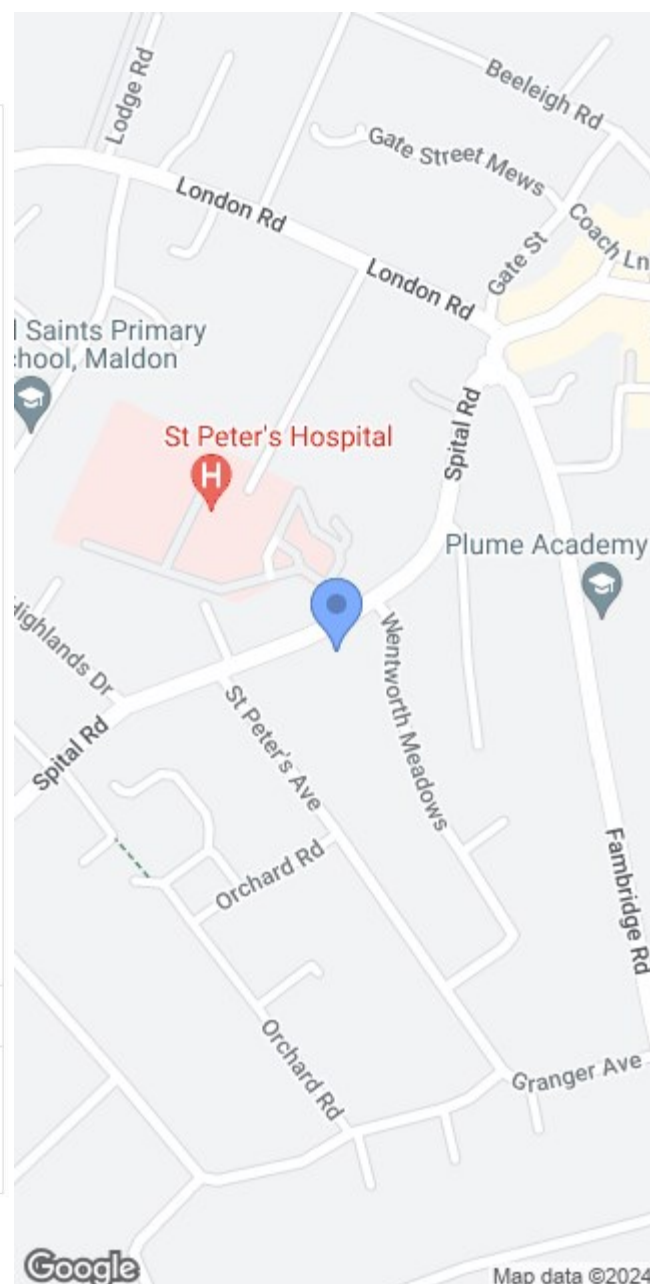 Beeleigh Rd
Lodge Rd
Gate Street Mews
London Rd
Coach Ln
Gate St
London Rd
l Saints Primary
chool, Maldon
Spital Rd
St Peter's Hospital
H
Plume Academy
Highlands Dr
Wentworth Meadows
St Peter's Ave
Spital Rd
Orchard Rd
Fambridge Rd
Orchard Rd
Granger Ave
Google
Map data ©2024